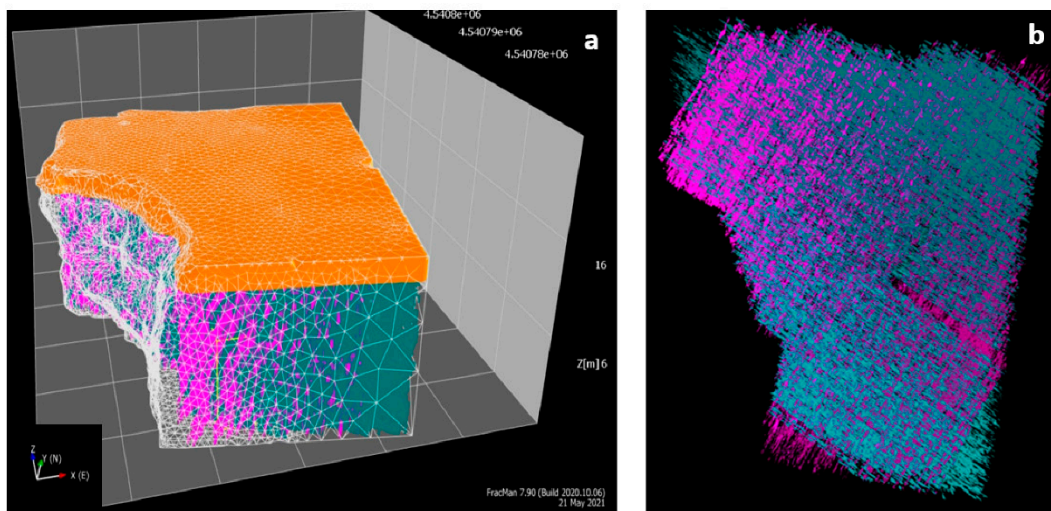 4.5408e+06
4.54079e+06
4.54078e+06
a
b
16
Z[m] 6
Z
Y (N)
X (E)
FracMan 7.90 (Build 2020.10.06)
21 May 2021